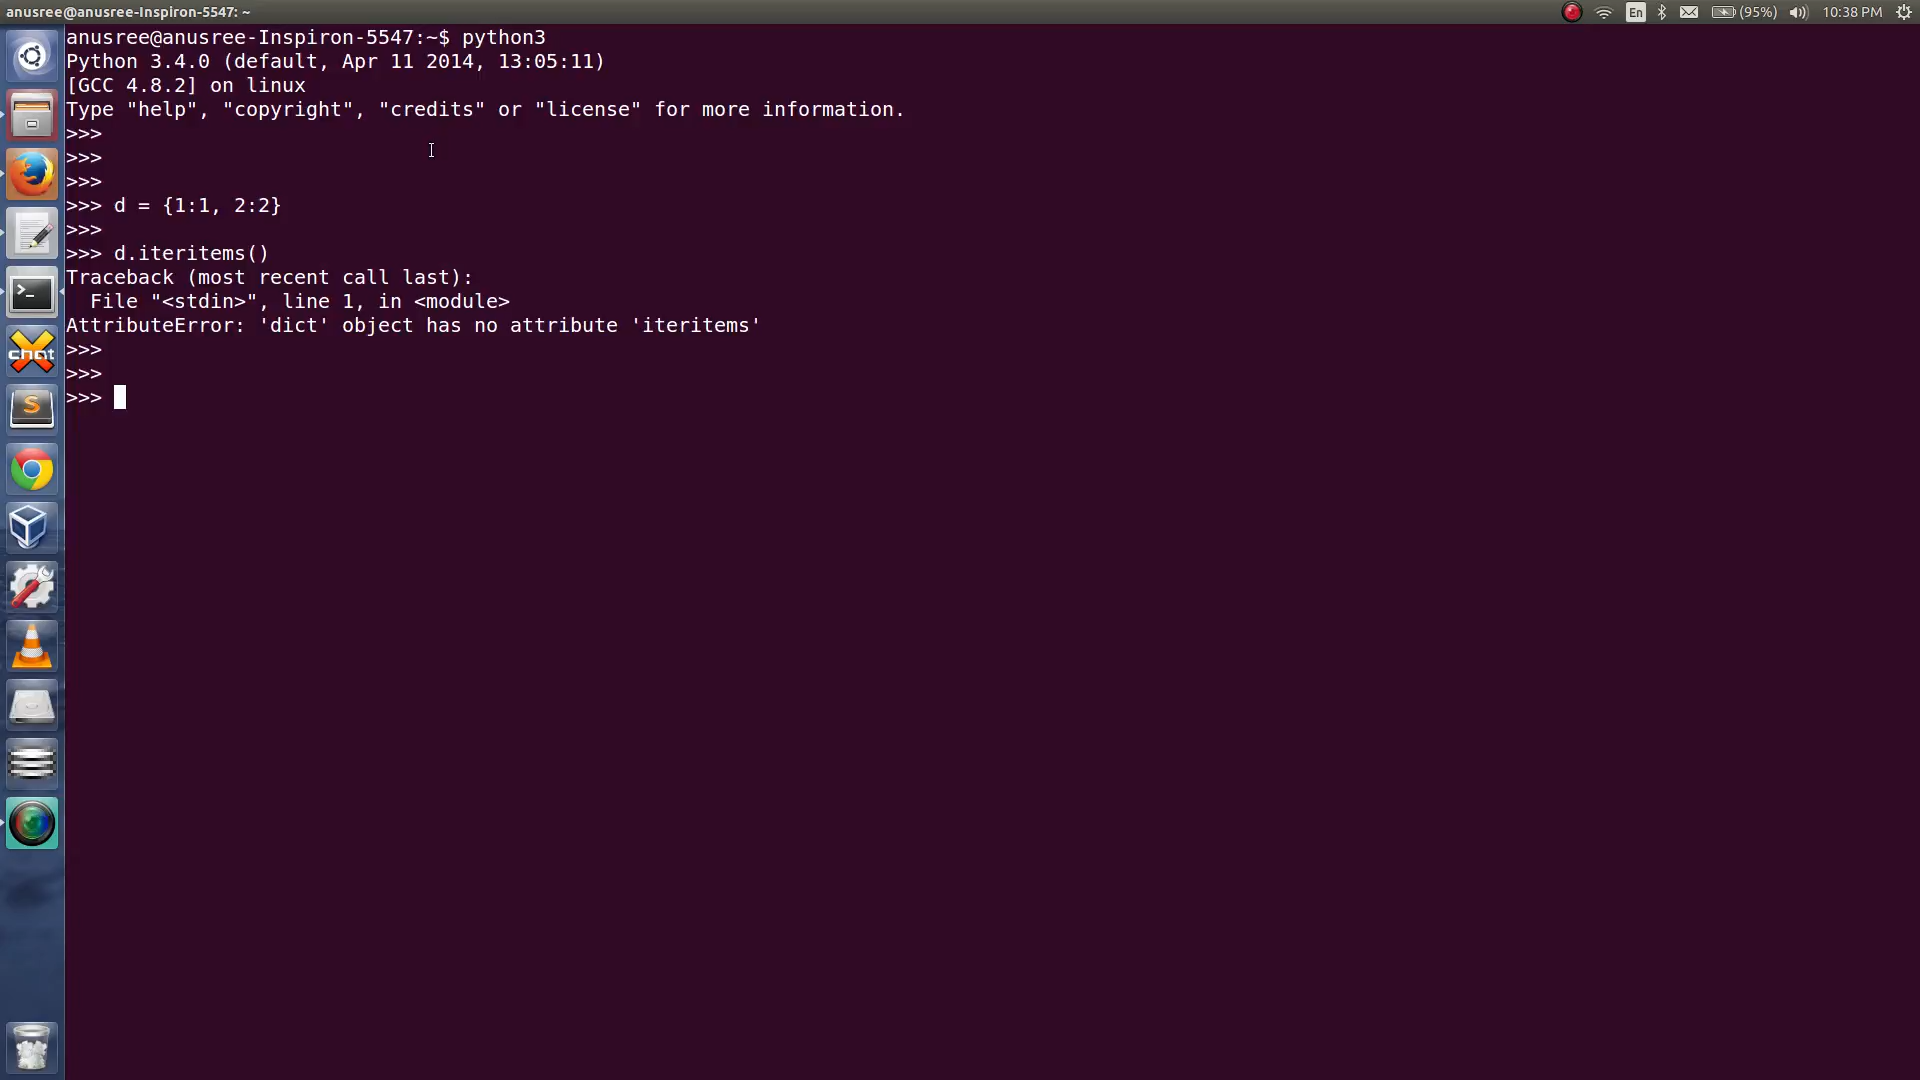 anusree@anusree-Inspiron-5547: ~
En
(95%)
10:38 PM
anusree@anusree-Inspiron-5547:~$ python3
Python 3.4.0 (default, Apr 11 2014, 13:05:11)
[GCC 4.8.2] on linux
Type "help", "copyright", "credits" or "license" for more information.
>>>
>>>
>>>
>>> d = {1:1, 2:2}
>>>
>>> d.iteritems()
Traceback (most recent call last):
  File "<stdin>", line 1, in <module>
AttributeError: 'dict' object has no attribute 'iteritems'
>>>
>>>
>>>
chat
S